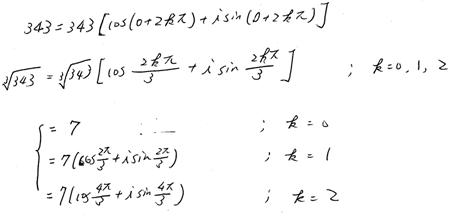 343 = 343 [cos(0+2kπ) + i sin(0+2kπ)]
∛343 = ∛343 [cos 2kπ/3 + i sin 2kπ/3] ; k=0, 1, 2
{ = 7 ; k = 0
= 7(cos 2π/3 + i sin 2π/3) ; k = 1
= 7(cos 4π/3 + i sin 4π/3) ; k = 2